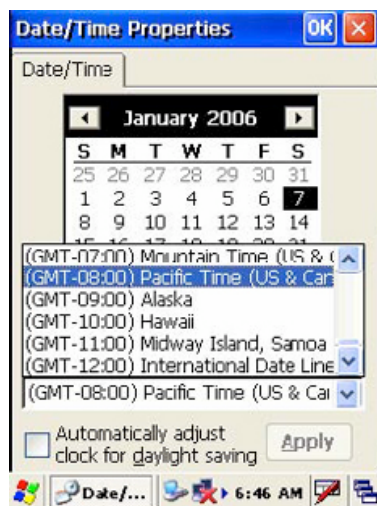 Date/Time Properties OK
Date/Time
January 2006
S M T W T F S
25 26 27 28 29 30 31
1 2 3 4 5 6 7
8 9 10 11 12 13 14
(GMT-07:00) Mountain Time (US & (
(GMT-08:00) Pacific Time (US & Can
(GMT-09:00) Alaska
(GMT-10:00) Hawaii
(GMT-11:00) Midway Island, Samoa
(GMT-12:00) International Date Line
(GMT-08:00) Pacific Time (US & Cai
Automatically adjust
clock for daylight saving
Apply
Date/... 6:46 AM